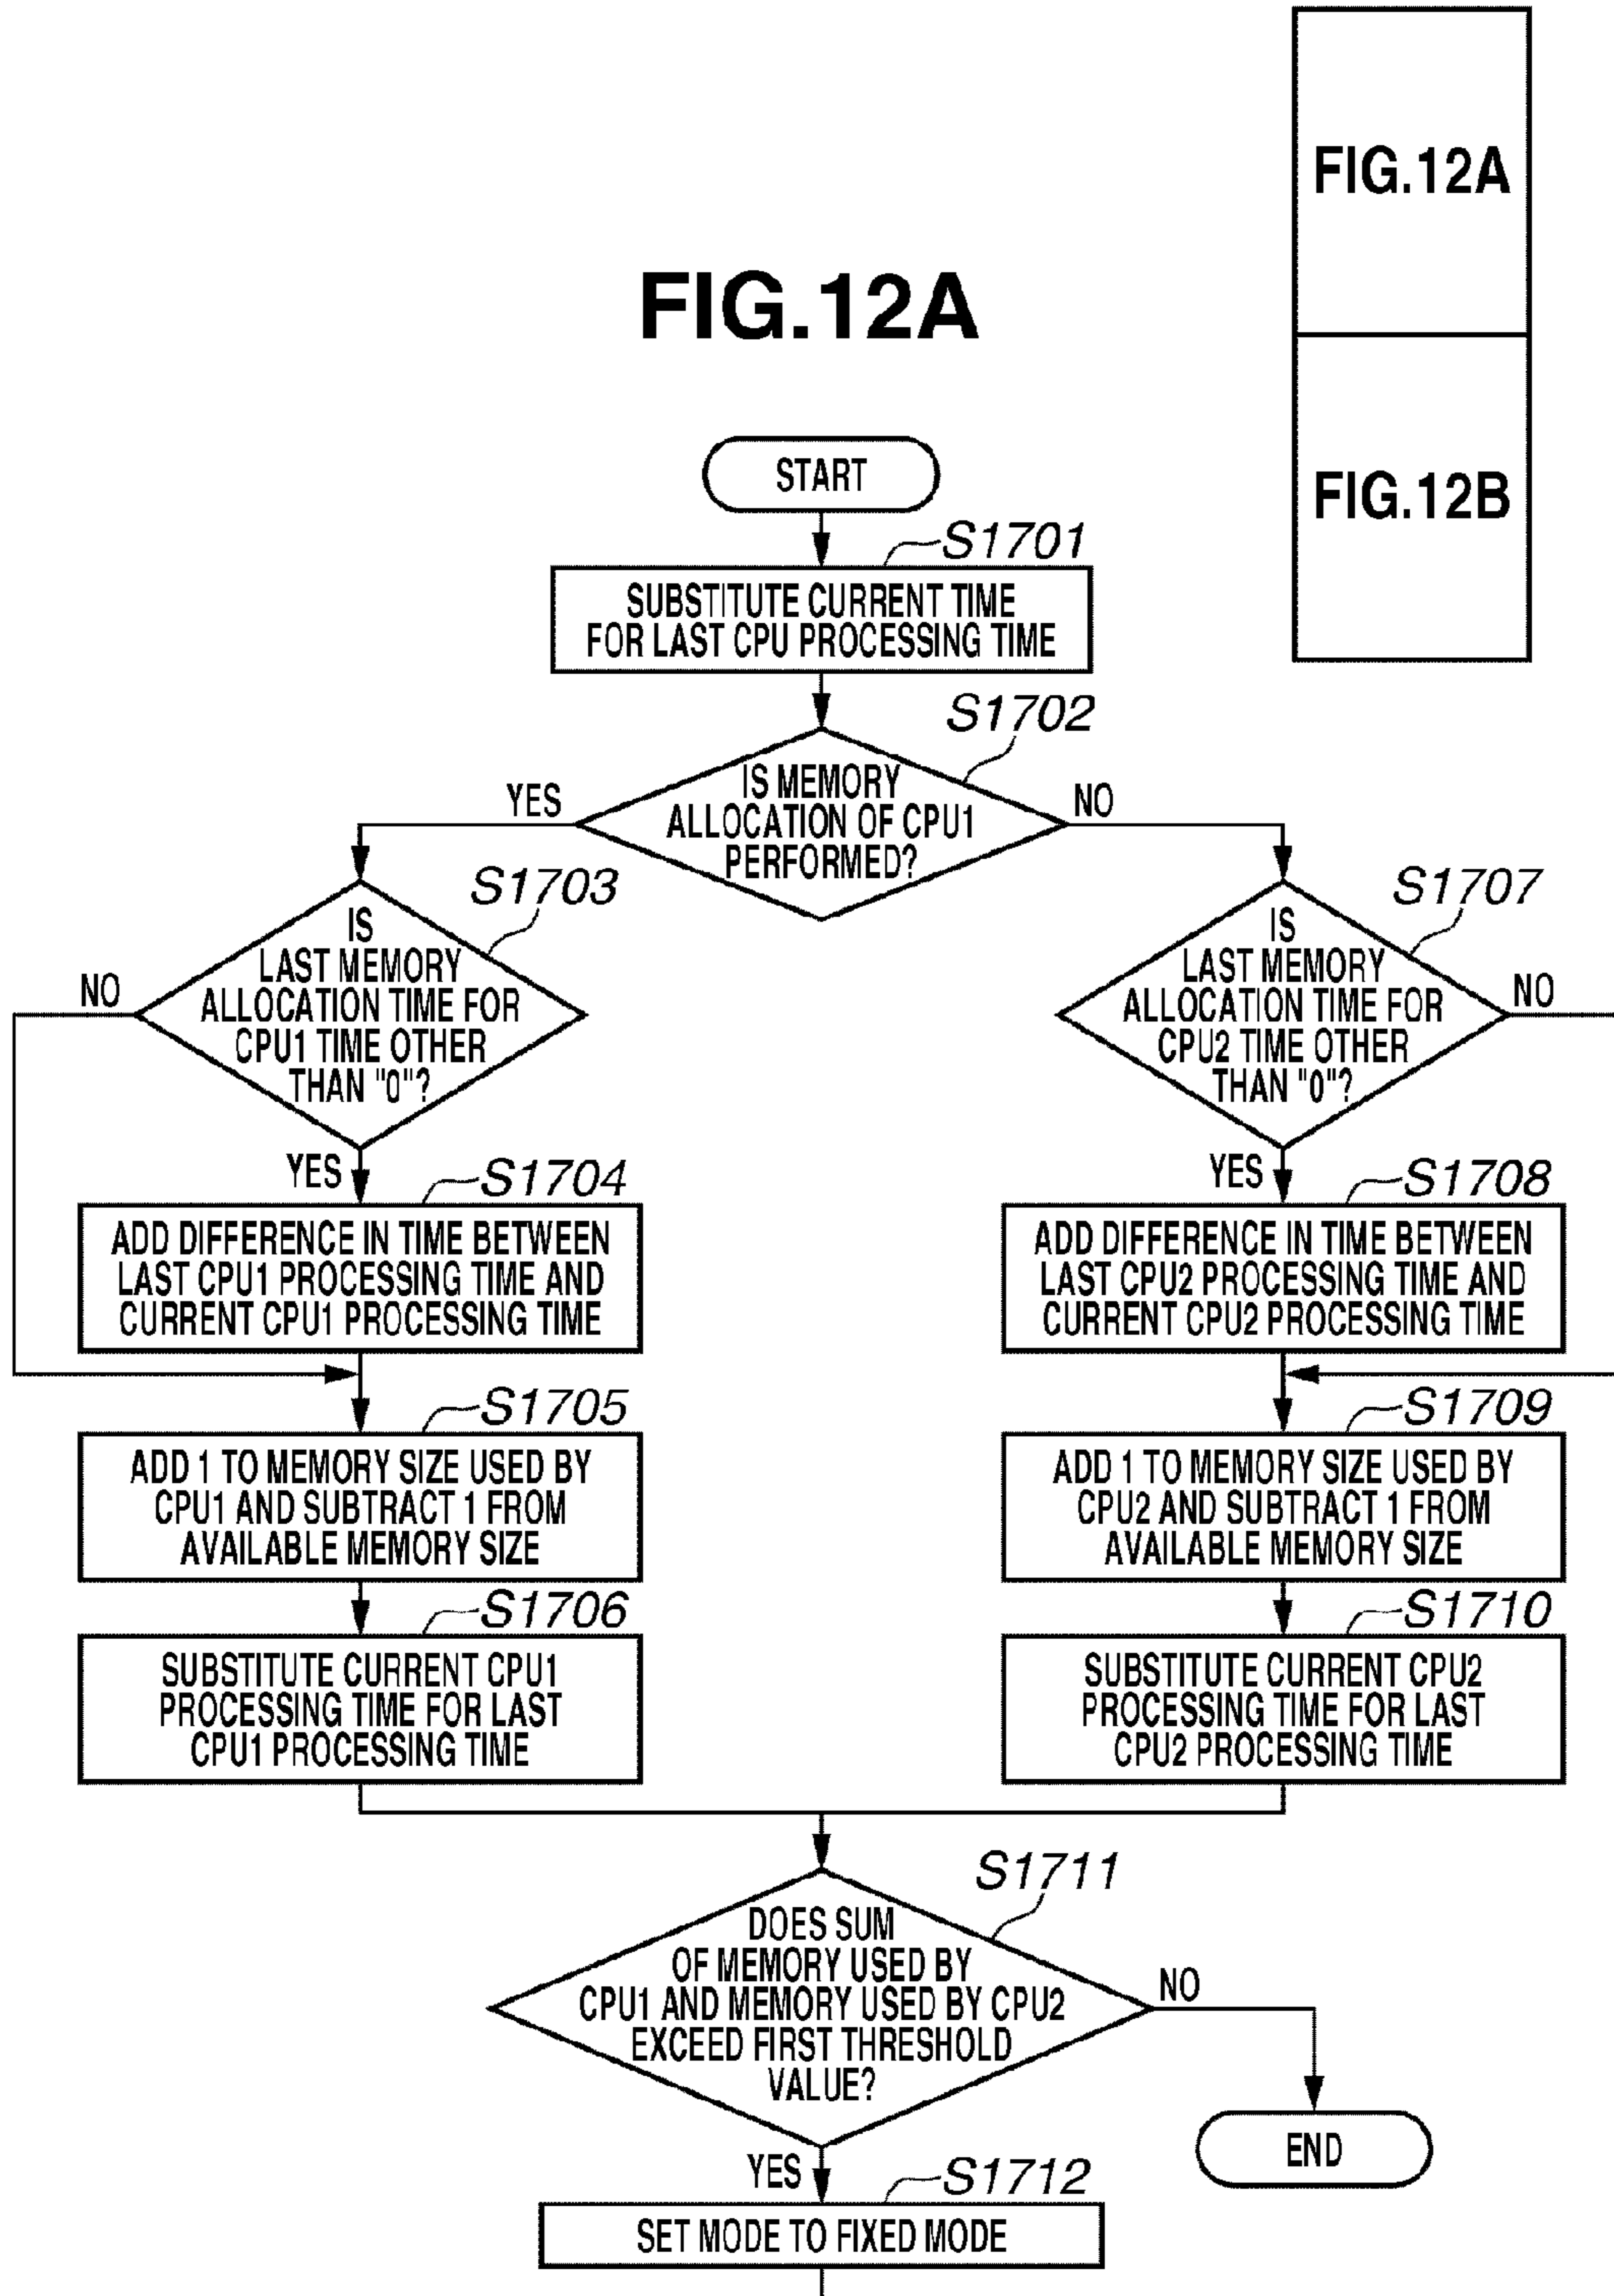 FIG.12A
FIG.12B
FIG.12A
START
S1701
SUBSTITUTE CURRENT TIME
FOR LAST CPU PROCESSING TIME
S1702
IS MEMORY
ALLOCATION OF CPU1
PERFORMED?
YES
NO
S1703
IS
LAST MEMORY
ALLOCATION TIME FOR
CPU1 TIME OTHER
THAN "0"?
NO
YES
S1704
ADD DIFFERENCE IN TIME BETWEEN
LAST CPU1 PROCESSING TIME AND
CURRENT CPU1 PROCESSING TIME
S1705
ADD 1 TO MEMORY SIZE USED BY
CPU1 AND SUBTRACT 1 FROM
AVAILABLE MEMORY SIZE
S1706
SUBSTITUTE CURRENT CPU1
PROCESSING TIME FOR LAST
CPU1 PROCESSING TIME
S1707
IS
LAST MEMORY
ALLOCATION TIME FOR
CPU2 TIME OTHER
THAN "0"?
NO
YES
S1708
ADD DIFFERENCE IN TIME BETWEEN
LAST CPU2 PROCESSING TIME AND
CURRENT CPU2 PROCESSING TIME
S1709
ADD 1 TO MEMORY SIZE USED BY
CPU2 AND SUBTRACT 1 FROM
AVAILABLE MEMORY SIZE
S1710
SUBSTITUTE CURRENT CPU2
PROCESSING TIME FOR LAST
CPU2 PROCESSING TIME
S1711
DOES SUM
OF MEMORY USED BY
CPU1 AND MEMORY USED BY CPU2
EXCEED FIRST THRESHOLD
VALUE?
NO
END
YES
S1712
SET MODE TO FIXED MODE